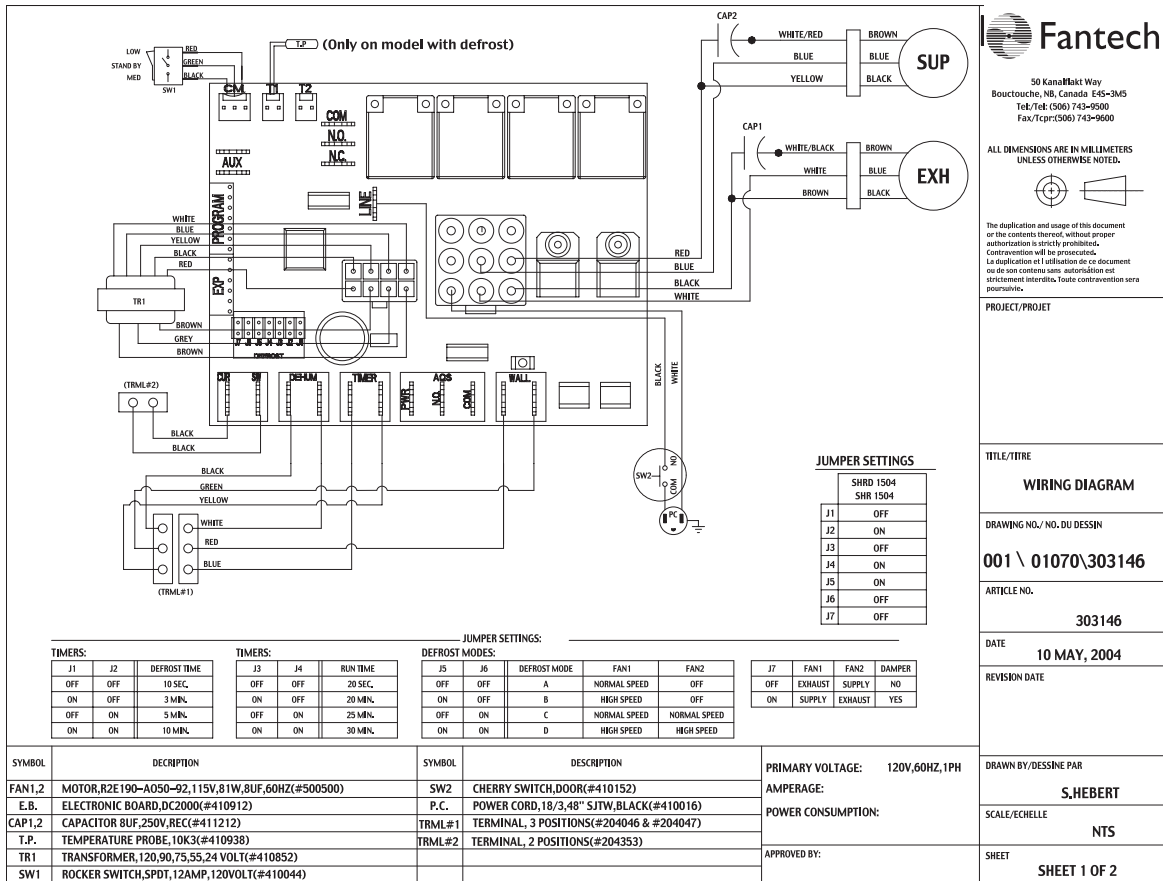 LOW
STAND BY
MED
RED
GREEN
BLACK
SW1
T.P (Only on model with defrost)
CM
T1
T2
COM
N.O.
N.C.
AUX
PROGRAM
EXP
LINE
CAP2
WHITE/RED
BROWN
BLUE
BLUE
YELLOW
BLACK
SUP
CAP1
WHITE/BLACK
BROWN
WHITE
BLUE
BROWN
BLACK
EXH
RED
BLUE
BLACK
WHITE
WHITE
BLUE
YELLOW
BLACK
RED
TR1
BROWN
GREY
BROWN
DEFROST
SW
DEHUM
TIMER
AOS
PWR
N.O.
COM
WALL
(TRML#2)
BLACK
BLACK
BLACK
GREEN
YELLOW
WHITE
RED
BLUE
(TRML#1)
BLACK
WHITE
SW2
NO
COM
PC
JUMPER SETTINGS
SHRD 1504
SHR 1504
J1 OFF
J2 ON
J3 OFF
J4 ON
J5 ON
J6 OFF
J7 OFF
JUMPER SETTINGS:
TIMERS:
J1 J2 DEFROST TIME
OFF OFF 10 SEC.
ON OFF 3 MIN.
OFF ON 5 MIN.
ON ON 10 MIN.
TIMERS:
J3 J4 RUN TIME
OFF OFF 20 SEC.
ON OFF 20 MIN.
OFF ON 25 MIN.
ON ON 30 MIN.
DEFROST MODES:
J5 J6 DEFROST MODE FAN1 FAN2
OFF OFF A NORMAL SPEED OFF
ON OFF B HIGH SPEED OFF
OFF ON C NORMAL SPEED NORMAL SPEED
ON ON D HIGH SPEED HIGH SPEED
J7 FAN1 FAN2 DAMPER
OFF EXHAUST SUPPLY NO
ON SUPPLY EXHAUST YES
SYMBOL DECRIPTION
FAN1,2 MOTOR,R2E190-A050-92,115V,81W,8UF,60HZ(#500500)
E.B. ELECTRONIC BOARD,DC2000(#410912)
CAP1,2 CAPACITOR 8UF,250V,REC(#411212)
T.P. TEMPERATURE PROBE,10K3(#410938)
TR1 TRANSFORMER,120,90,75,55,24 VOLT(#410852)
SW1 ROCKER SWITCH,SPDT,12AMP,120VOLT(#410044)
SYMBOL DESCRIPTION
SW2 CHERRY SWITCH,DOOR(#410152)
P.C. POWER CORD,18/3,48" SJTW,BLACK(#410016)
TRML#1 TERMINAL, 3 POSITIONS(#204046 & #204047)
TRML#2 TERMINAL, 2 POSITIONS(#204353)
PRIMARY VOLTAGE: 120V,60HZ,1PH
AMPERAGE:
POWER CONSUMPTION:
APPROVED BY:
Fantech
50 Kanalflakt Way
Bouctouche, NB, Canada E4S-3M5
Tel:/Tel: (506) 743-9500
Fax/Tcpr:(506) 743-9600
ALL DIMENSIONS ARE IN MILLIMETERS
UNLESS OTHERWISE NOTED.
The duplication and usage of this document
or the contents thereof, without proper
authorization is strictly prohibited.
Contravention will be prosecuted.
La duplication et l utilisation de ce document
ou de son contenu sans autorisátion est
strictement interdite. Toute contravention sera
poursuivie.
PROJECT/PROJET
TITLE/TITRE
WIRING DIAGRAM
DRAWING NO./ NO. DU DESSIN
001 \ 01070\303146
ARTICLE NO.
303146
DATE
10 MAY, 2004
REVISION DATE
DRAWN BY/DESSINE PAR
S.HEBERT
SCALE/ECHELLE
NTS
SHEET
SHEET 1 OF 2